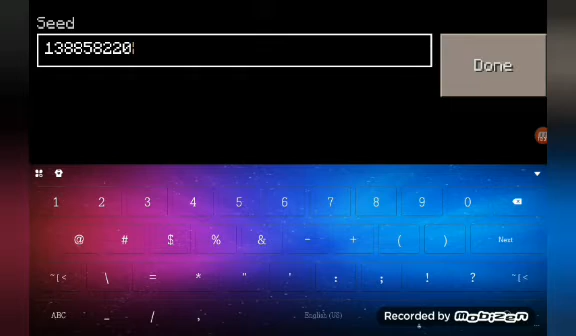 Seed
138858220
Done
1 2 3 4 5 6 7 8 9 0
@ # $ % & - + ( ) Next
~ [ < \ = * " ' : ; ! ? ~ [ <
ABC _ / , English (US)
Recorded by MOBIZEN